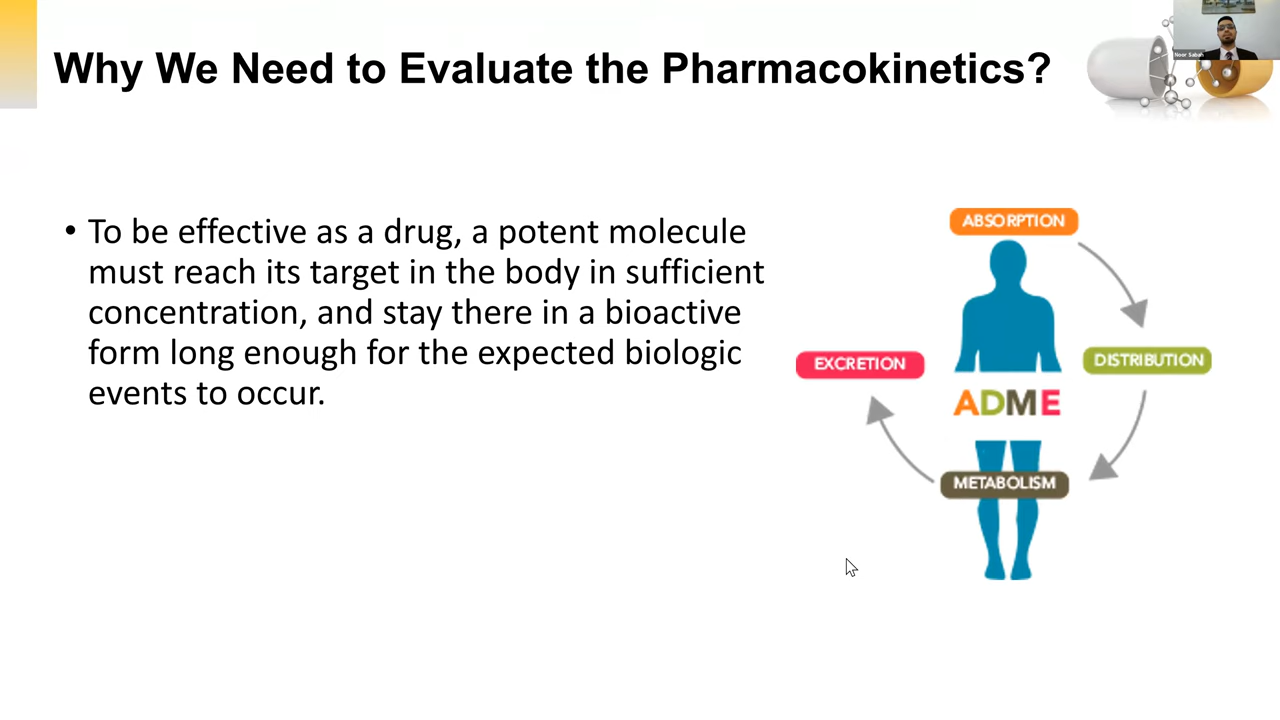 Why We Need to Evaluate the Pharmacokinetics?
Noor Sabah
• To be effective as a drug, a potent molecule
must reach its target in the body in sufficient
concentration, and stay there in a bioactive
form long enough for the expected biologic
events to occur.
ABSORPTION
EXCRETION
DISTRIBUTION
ADME
METABOLISM